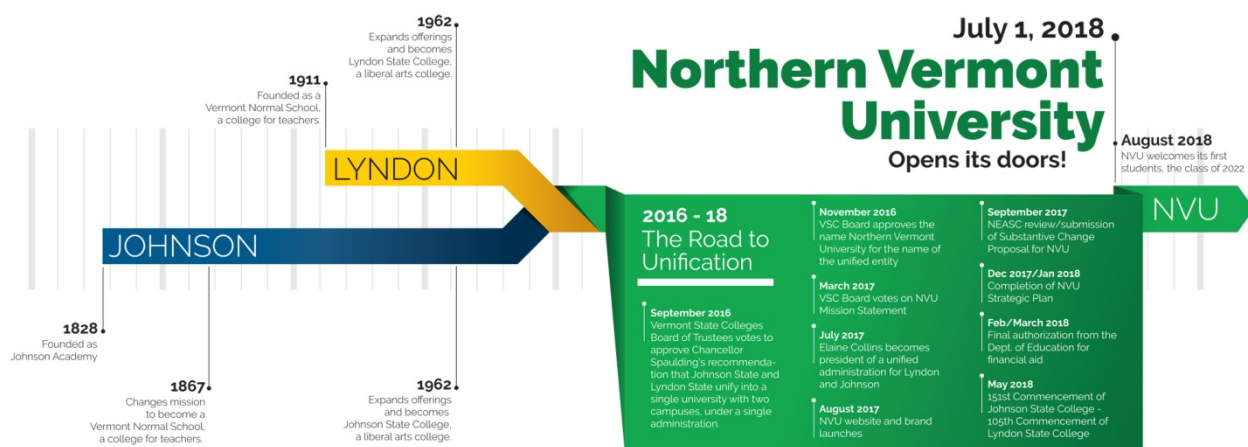 1962
Expands offerings
and becomes
Lyndon State College,
a liberal arts college.
1911
Founded as a
Vermont Normal School,
a college for teachers.
LYNDON
JOHNSON
1828
Founded as
Johnson Academy
1867
Changes mission
to become a
Vermont Normal School,
a college for teachers.
1962
Expands offerings
and becomes
Johnson State College,
a liberal arts college.
July 1, 2018
Northern Vermont
University
Opens its doors!
August 2018
NVU welcomes its first
students, the class of 2022
NVU
2016 - 18
The Road to
Unification
September 2016
Vermont State Colleges
Board of Trustees votes to
approve Chancellor
Spaulding's recommenda-
tion that Johnson State and
Lyndon State unify into a
single university with two
campuses, under a single
administration.
November 2016
VSC Board approves the
name Northern Vermont
University for the name of
the unified entity
March 2017
VSC Board votes on NVU
Mission Statement
July 2017
Elaine Collins becomes
president of a unified
administration for Lyndon
and Johnson
August 2017
NVU website and brand
launches
September 2017
NEASC review/submission
of Substantive Change
Proposal for NVU
Dec 2017/Jan 2018
Completion of NVU
Strategic Plan
Feb/March 2018
Final authorization from the
Dept. of Education for
financial aid
May 2018
151st Commencement of
Johnson State College -
105th Commencement of
Lyndon State College